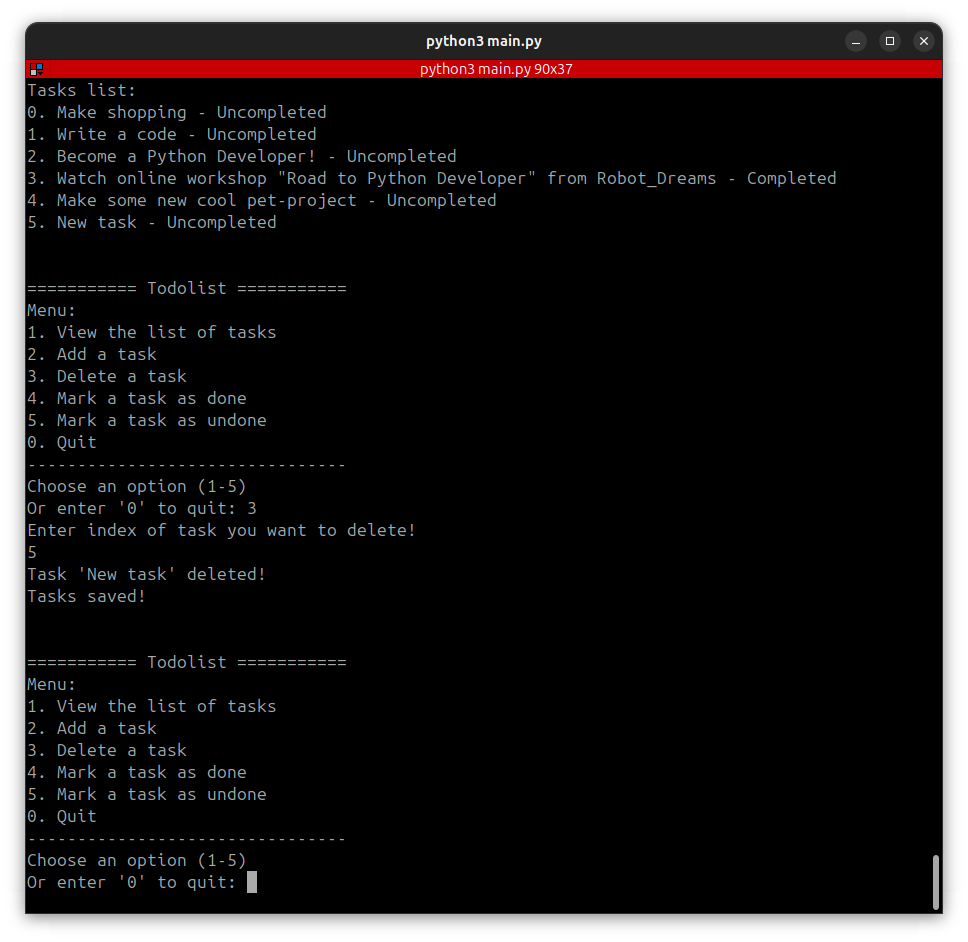 python3 main.py
python3 main.py 90x37
Tasks list:
0. Make shopping - Uncompleted
1. Write a code - Uncompleted
2. Become a Python Developer! - Uncompleted
3. Watch online workshop "Road to Python Developer" from Robot_Dreams - Completed
4. Make some new cool pet-project - Uncompleted
5. New task - Uncompleted
=========== Todolist ===========
Menu:
1. View the list of tasks
2. Add a task
3. Delete a task
4. Mark a task as done
5. Mark a task as undone
0. Quit
--------------------------------
Choose an option (1-5)
Or enter '0' to quit: 3
Enter index of task you want to delete!
5
Task 'New task' deleted!
Tasks saved!
=========== Todolist ===========
Menu:
1. View the list of tasks
2. Add a task
3. Delete a task
4. Mark a task as done
5. Mark a task as undone
0. Quit
--------------------------------
Choose an option (1-5)
Or enter '0' to quit: